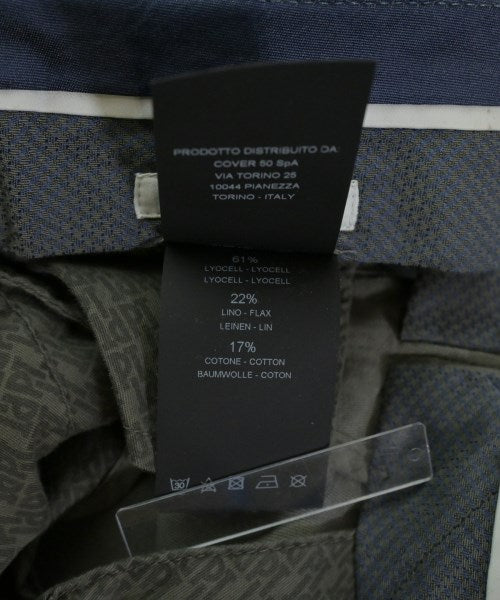 PRODOTTO DISTRIBUITO DA:
COVER 50 SpA
VIA TORINO 25
10044 PIANEZZA
TORINO - ITALY
61%
LYOCELL - LYOCELL
LYOCELL - LYOCELL
22%
LINO - FLAX
LEINEN - LIN
17%
COTONE - COTTON
BAUMWOLLE - COTON
30